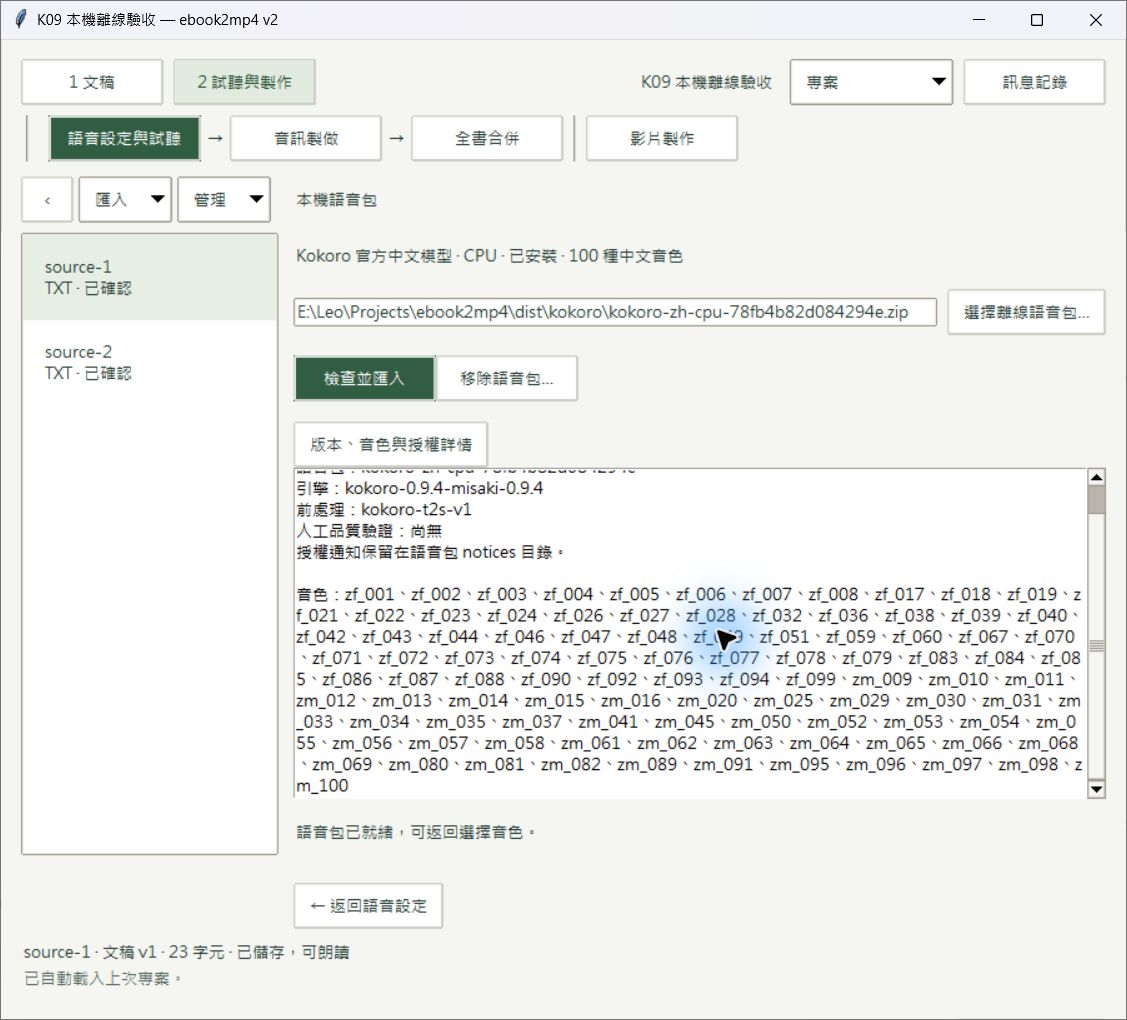 K09 本機離線驗收 — ebook2mp4 v2
1 文稿
2 試聽與製作
K09 本機離線驗收
專案
訊息記錄
語音設定與試聽
→
音訊製做
→
全書合併
影片製作
‹
匯入
管理
本機語音包
source-1
TXT · 已確認
source-2
TXT · 已確認
Kokoro 官方中文模型 · CPU · 已安裝 · 100 種中文音色
E:\Leo\Projects\ebook2mp4\dist\kokoro\kokoro-zh-cpu-78fb4b82d084294e.zip
選擇離線語音包...
檢查並匯入
移除語音包...
版本、音色與授權詳情
語音包：kokoro-zh-cpu-78fb4b82d084294e
引擎：kokoro-0.9.4-misaki-0.9.4
前處理：kokoro-t2s-v1
人工品質驗證：尚無
授權通知保留在語音包 notices 目錄。
音色：zf_001、zf_002、zf_003、zf_004、zf_005、zf_006、zf_007、zf_008、zf_017、zf_018、zf_019、z
f_021、zf_022、zf_023、zf_024、zf_026、zf_027、zf_028、zf_032、zf_036、zf_038、zf_039、zf_040、
zf_042、zf_043、zf_044、zf_046、zf_047、zf_048、zf_049、zf_051、zf_059、zf_060、zf_067、zf_070
、zf_071、zf_072、zf_073、zf_074、zf_075、zf_076、zf_077、zf_078、zf_079、zf_083、zf_084、zf_08
5、zf_086、zf_087、zf_088、zf_090、zf_092、zf_093、zf_094、zf_099、zm_009、zm_010、zm_011、
zm_012、zm_013、zm_014、zm_015、zm_016、zm_020、zm_025、zm_029、zm_030、zm_031、zm
_033、zm_034、zm_035、zm_037、zm_041、zm_045、zm_050、zm_052、zm_053、zm_054、zm_0
55、zm_056、zm_057、zm_058、zm_061、zm_062、zm_063、zm_064、zm_065、zm_066、zm_068
、zm_069、zm_080、zm_081、zm_082、zm_089、zm_091、zm_095、zm_096、zm_097、zm_098、z
m_100
語音包已就緒，可返回選擇音色。
← 返回語音設定
source-1 · 文稿 v1 · 23 字元 · 已儲存，可朗讀
已自動載入上次專案。